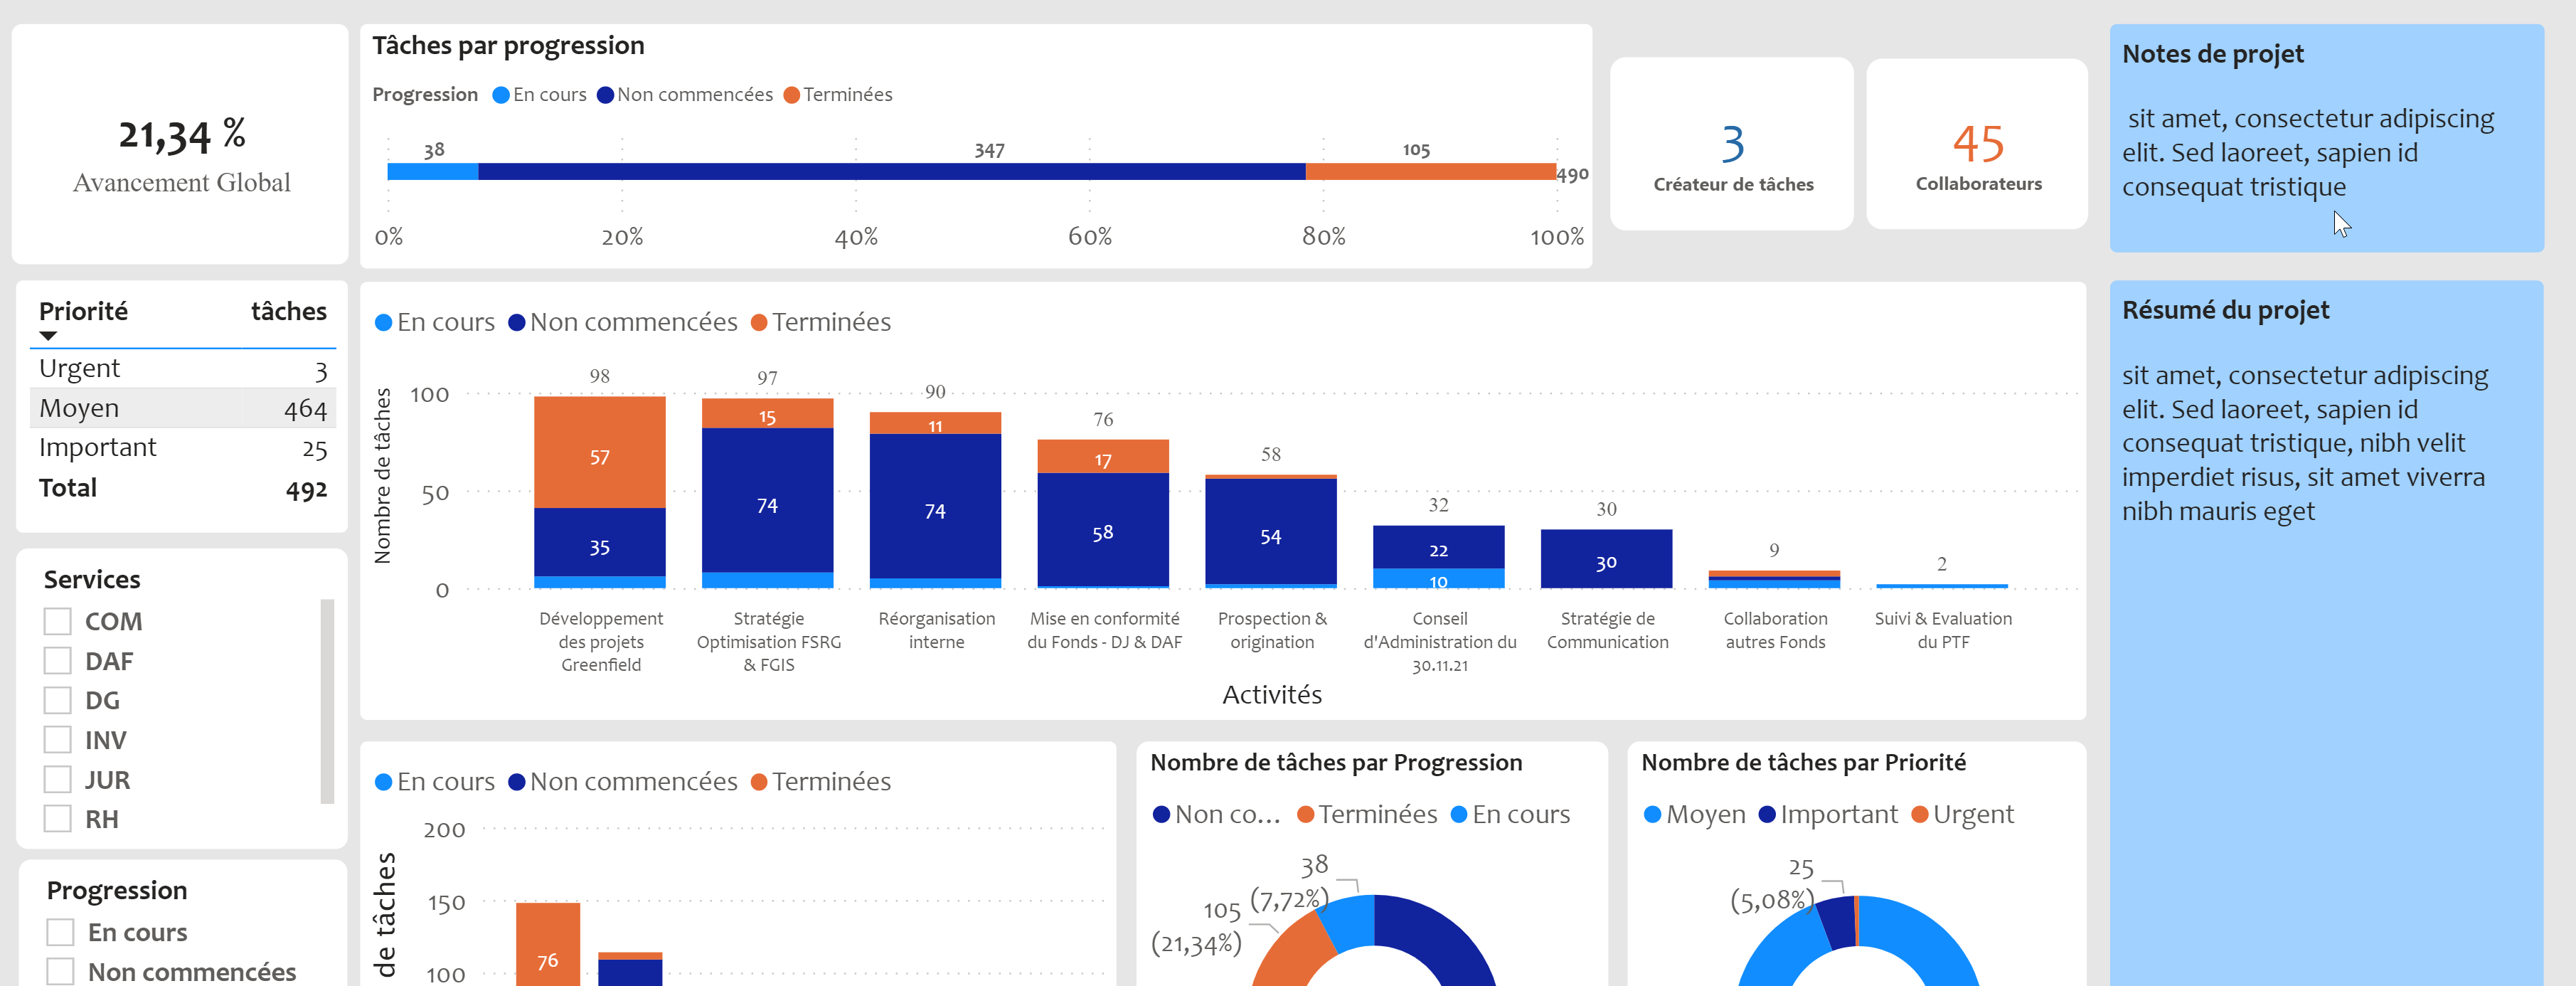 21,34 %
Avancement Global
Tâches par progression
Progression En cours Non commencées Terminées
38 347 105
490
0% 20% 40% 60% 80% 100%
3
Créateur de tâches
45
Collaborateurs
Notes de projet
sit amet, consectetur adipiscing
elit. Sed laoreet, sapien id
consequat tristique
Priorité tâches
Urgent 3
Moyen 464
Important 25
Total 492
Services
COM
DAF
DG
INV
JUR
RH
Progression
En cours
Non commencées
En cours Non commencées Terminées
Nombre de tâches
100
50
0
98 97 90 76 58 32 30 9 2
57 15 11 17
35 74 74 58 54 22 30
10
Développement
des projets
Greenfield
Stratégie
Optimisation FSRG
& FGIS
Réorganisation
interne
Mise en conformité
du Fonds - DJ & DAF
Prospection &
origination
Conseil
d'Administration du
30.11.21
Stratégie de
Communication
Collaboration
autres Fonds
Suivi & Evaluation
du PTF
Activités
En cours Non commencées Terminées
de tâches
200
150
100
76
Nombre de tâches par Progression
Non co... Terminées En cours
38
(7,72%)
105
(21,34%)
Nombre de tâches par Priorité
Moyen Important Urgent
25
(5,08%)
Résumé du projet
sit amet, consectetur adipiscing
elit. Sed laoreet, sapien id
consequat tristique, nibh velit
imperdiet risus, sit amet viverra
nibh mauris eget